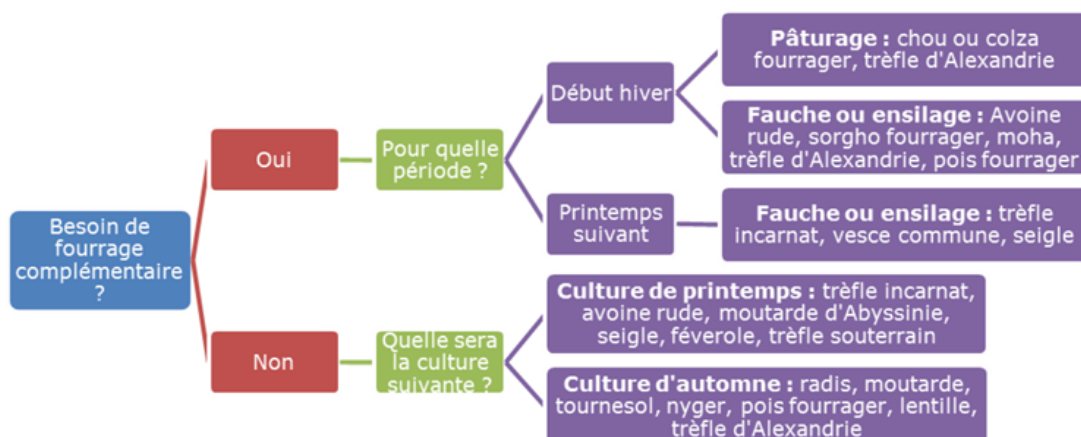 Besoin de
fourrage
complémentaire
?
Oui
Pour quelle
période ?
Début hiver
Pâturage : chou ou colza
fourrager, trèfle d'Alexandrie
Fauche ou ensilage : Avoine
rude, sorgho fourrager, moha,
trèfle d'Alexandrie, pois fourrager
Printemps
suivant
Fauche ou ensilage : trèfle
incarnat, vesce commune, seigle
Non
Quelle sera
la culture
suivante ?
Culture de printemps : trèfle incarnat,
avoine rude, moutarde d'Abyssinie,
seigle, féverole, trèfle souterrain
Culture d'automne : radis, moutarde,
tournesol, nyger, pois fourrager, lentille,
trèfle d'Alexandrie